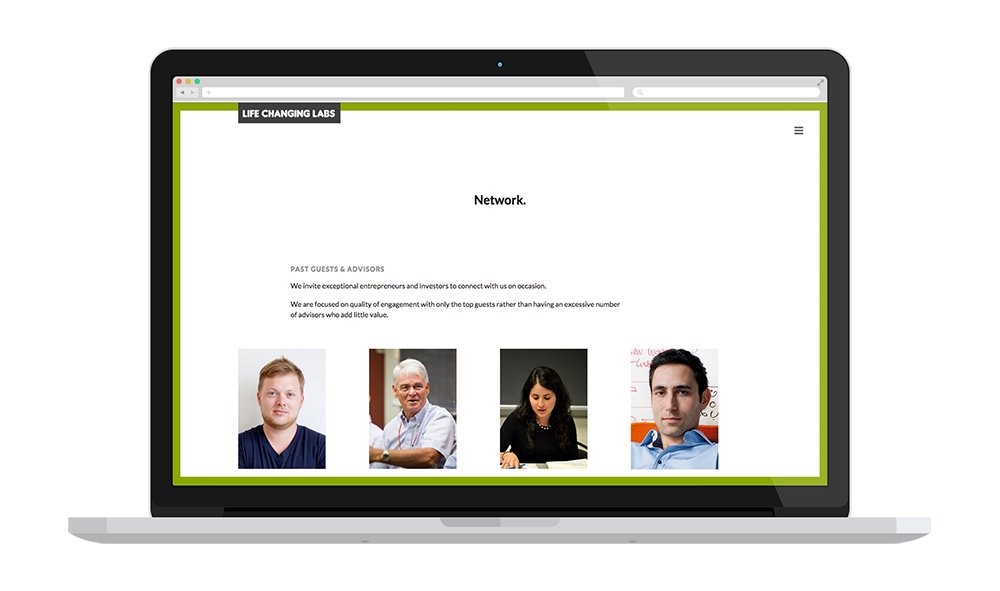 LIFE CHANGING LABS
Network.
PAST GUESTS & ADVISORS
We invite exceptional entrepreneurs and investors to connect with us on occasion.
We are focused on quality of engagement with only the top guests rather than having an excessive number
of advisors who add little value.